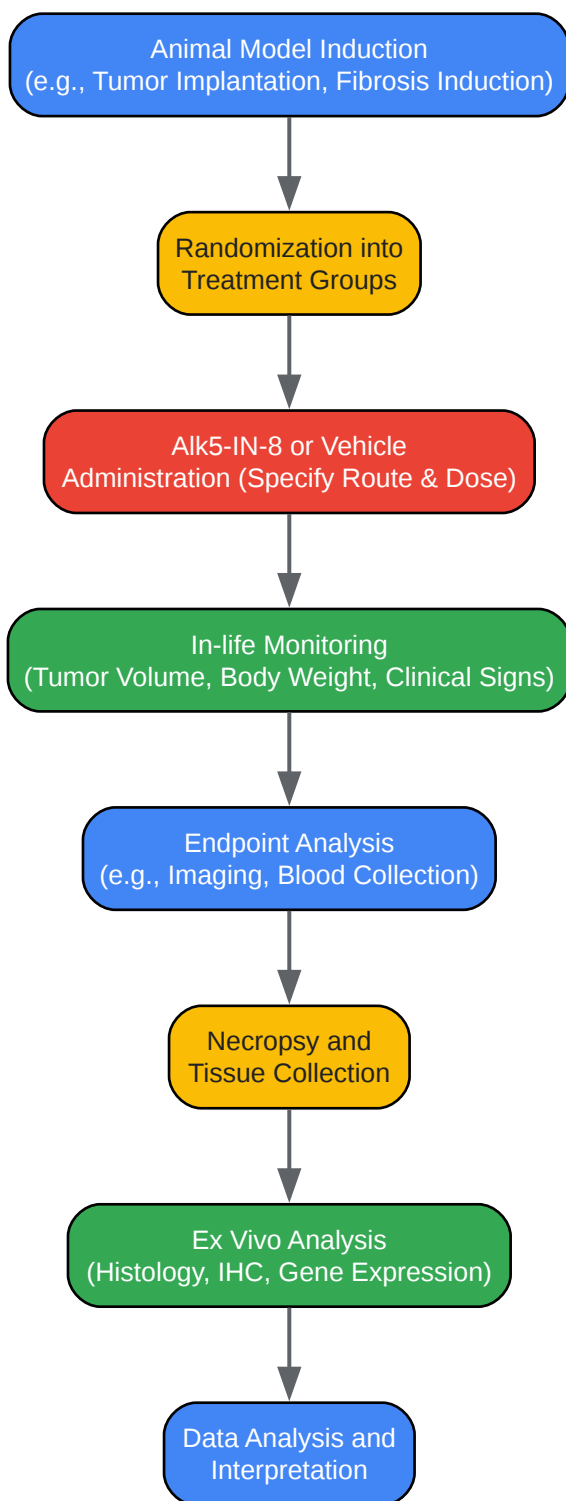 Animal Model Induction
(e.g., Tumor Implantation, Fibrosis Induction)
Randomization into
Treatment Groups
Alk5-IN-8 or Vehicle
Administration (Specify Route & Dose)
In-life Monitoring
(Tumor Volume, Body Weight, Clinical Signs)
Endpoint Analysis
(e.g., Imaging, Blood Collection)
Necropsy and
Tissue Collection
Ex Vivo Analysis
(Histology, IHC, Gene Expression)
Data Analysis and
Interpretation